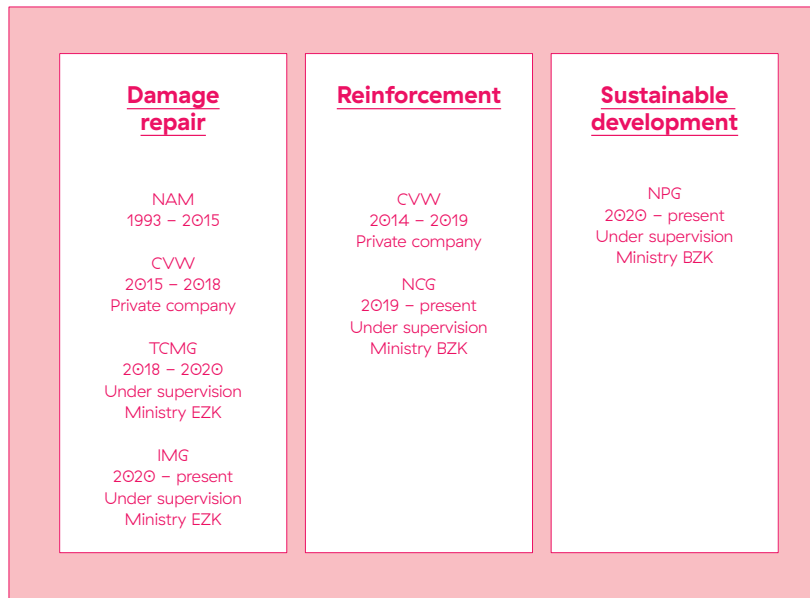 Damage
repair
NAM
1993 – 2015
CVW
2015 – 2018
Private company
TCMG
2018 – 2020
Under supervision
Ministry EZK
IMG
2020 – present
Under supervision
Ministry EZK
Reinforcement
CVW
2014 – 2019
Private company
NCG
2019 – present
Under supervision
Ministry BZK
Sustainable
development
NPG
2020 – present
Under supervision
Ministry BZK